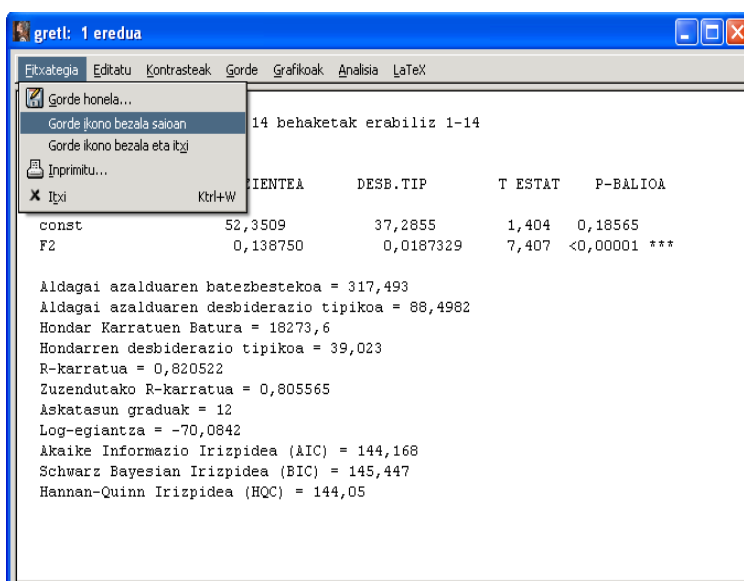 gretl: 1 eredua
Fitxategia Editatu Kontrasteak Gorde Grafikoak Analisia LaTeX
Gorde honela...
Gorde ikono bezala saioan
Gorde ikono bezala eta itxi
Inprimitu...
Itxi Ktrl+W
14 behaketak erabiliz 1-14
DESB.TIP T ESTAT P-BALIOA
const 52,3509 37,2855 1,404 0,18565
F2 0,138750 0,0187329 7,407 <0,00001 ***
Aldagai azalduaren batezbestekoa = 317,493
Aldagai azalduaren desbiderazio tipikoa = 88,4982
Hondar Karratuen Batura = 18273,6
Hondarren desbiderazio tipikoa = 39,023
R-karratua = 0,820522
Zuzendutako R-karratua = 0,805565
Askatasun graduak = 12
Log-egiantza = -70,0842
Akaike Informazio Irizpidea (AIC) = 144,168
Schwarz Bayesian Irizpidea (BIC) = 145,447
Hannan-Quinn Irizpidea (HQC) = 144,05